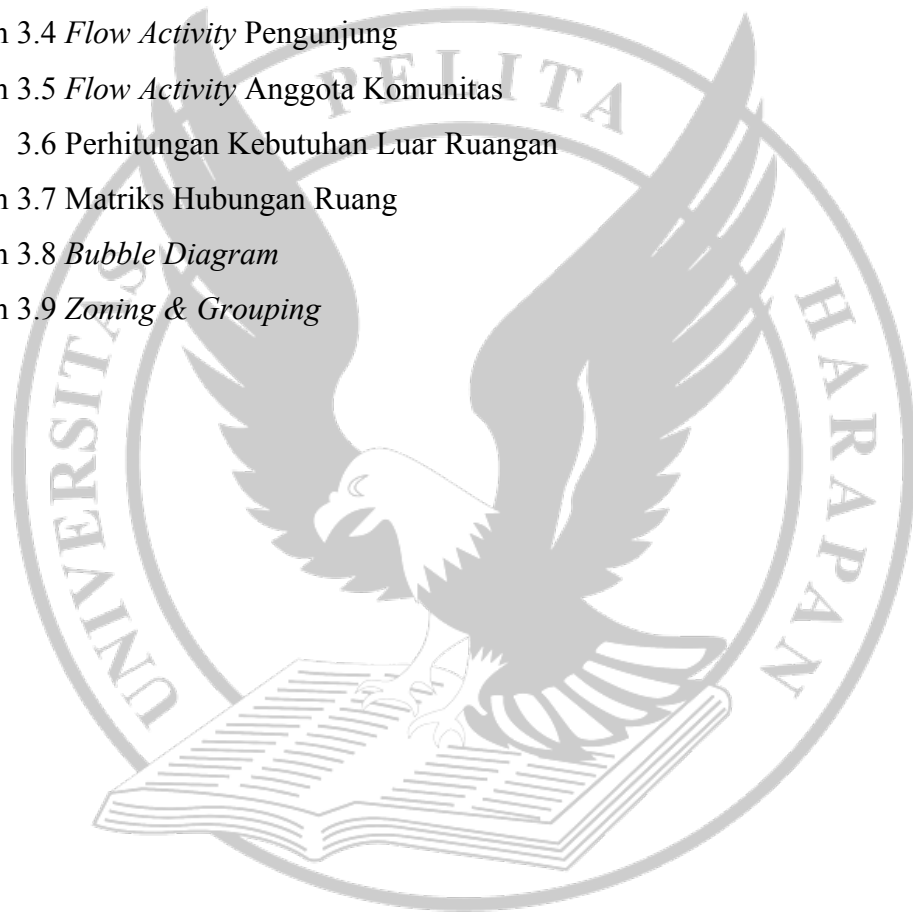 n 3.4 Flow Activity Pengunjung
n 3.5 Flow Activity Anggota Komunitas
3.6 Perhitungan Kebutuhan Luar Ruangan
n 3.7 Matriks Hubungan Ruang
n 3.8 Bubble Diagram
n 3.9 Zoning & Grouping
UNIVERSITAS PELITA HARAPAN